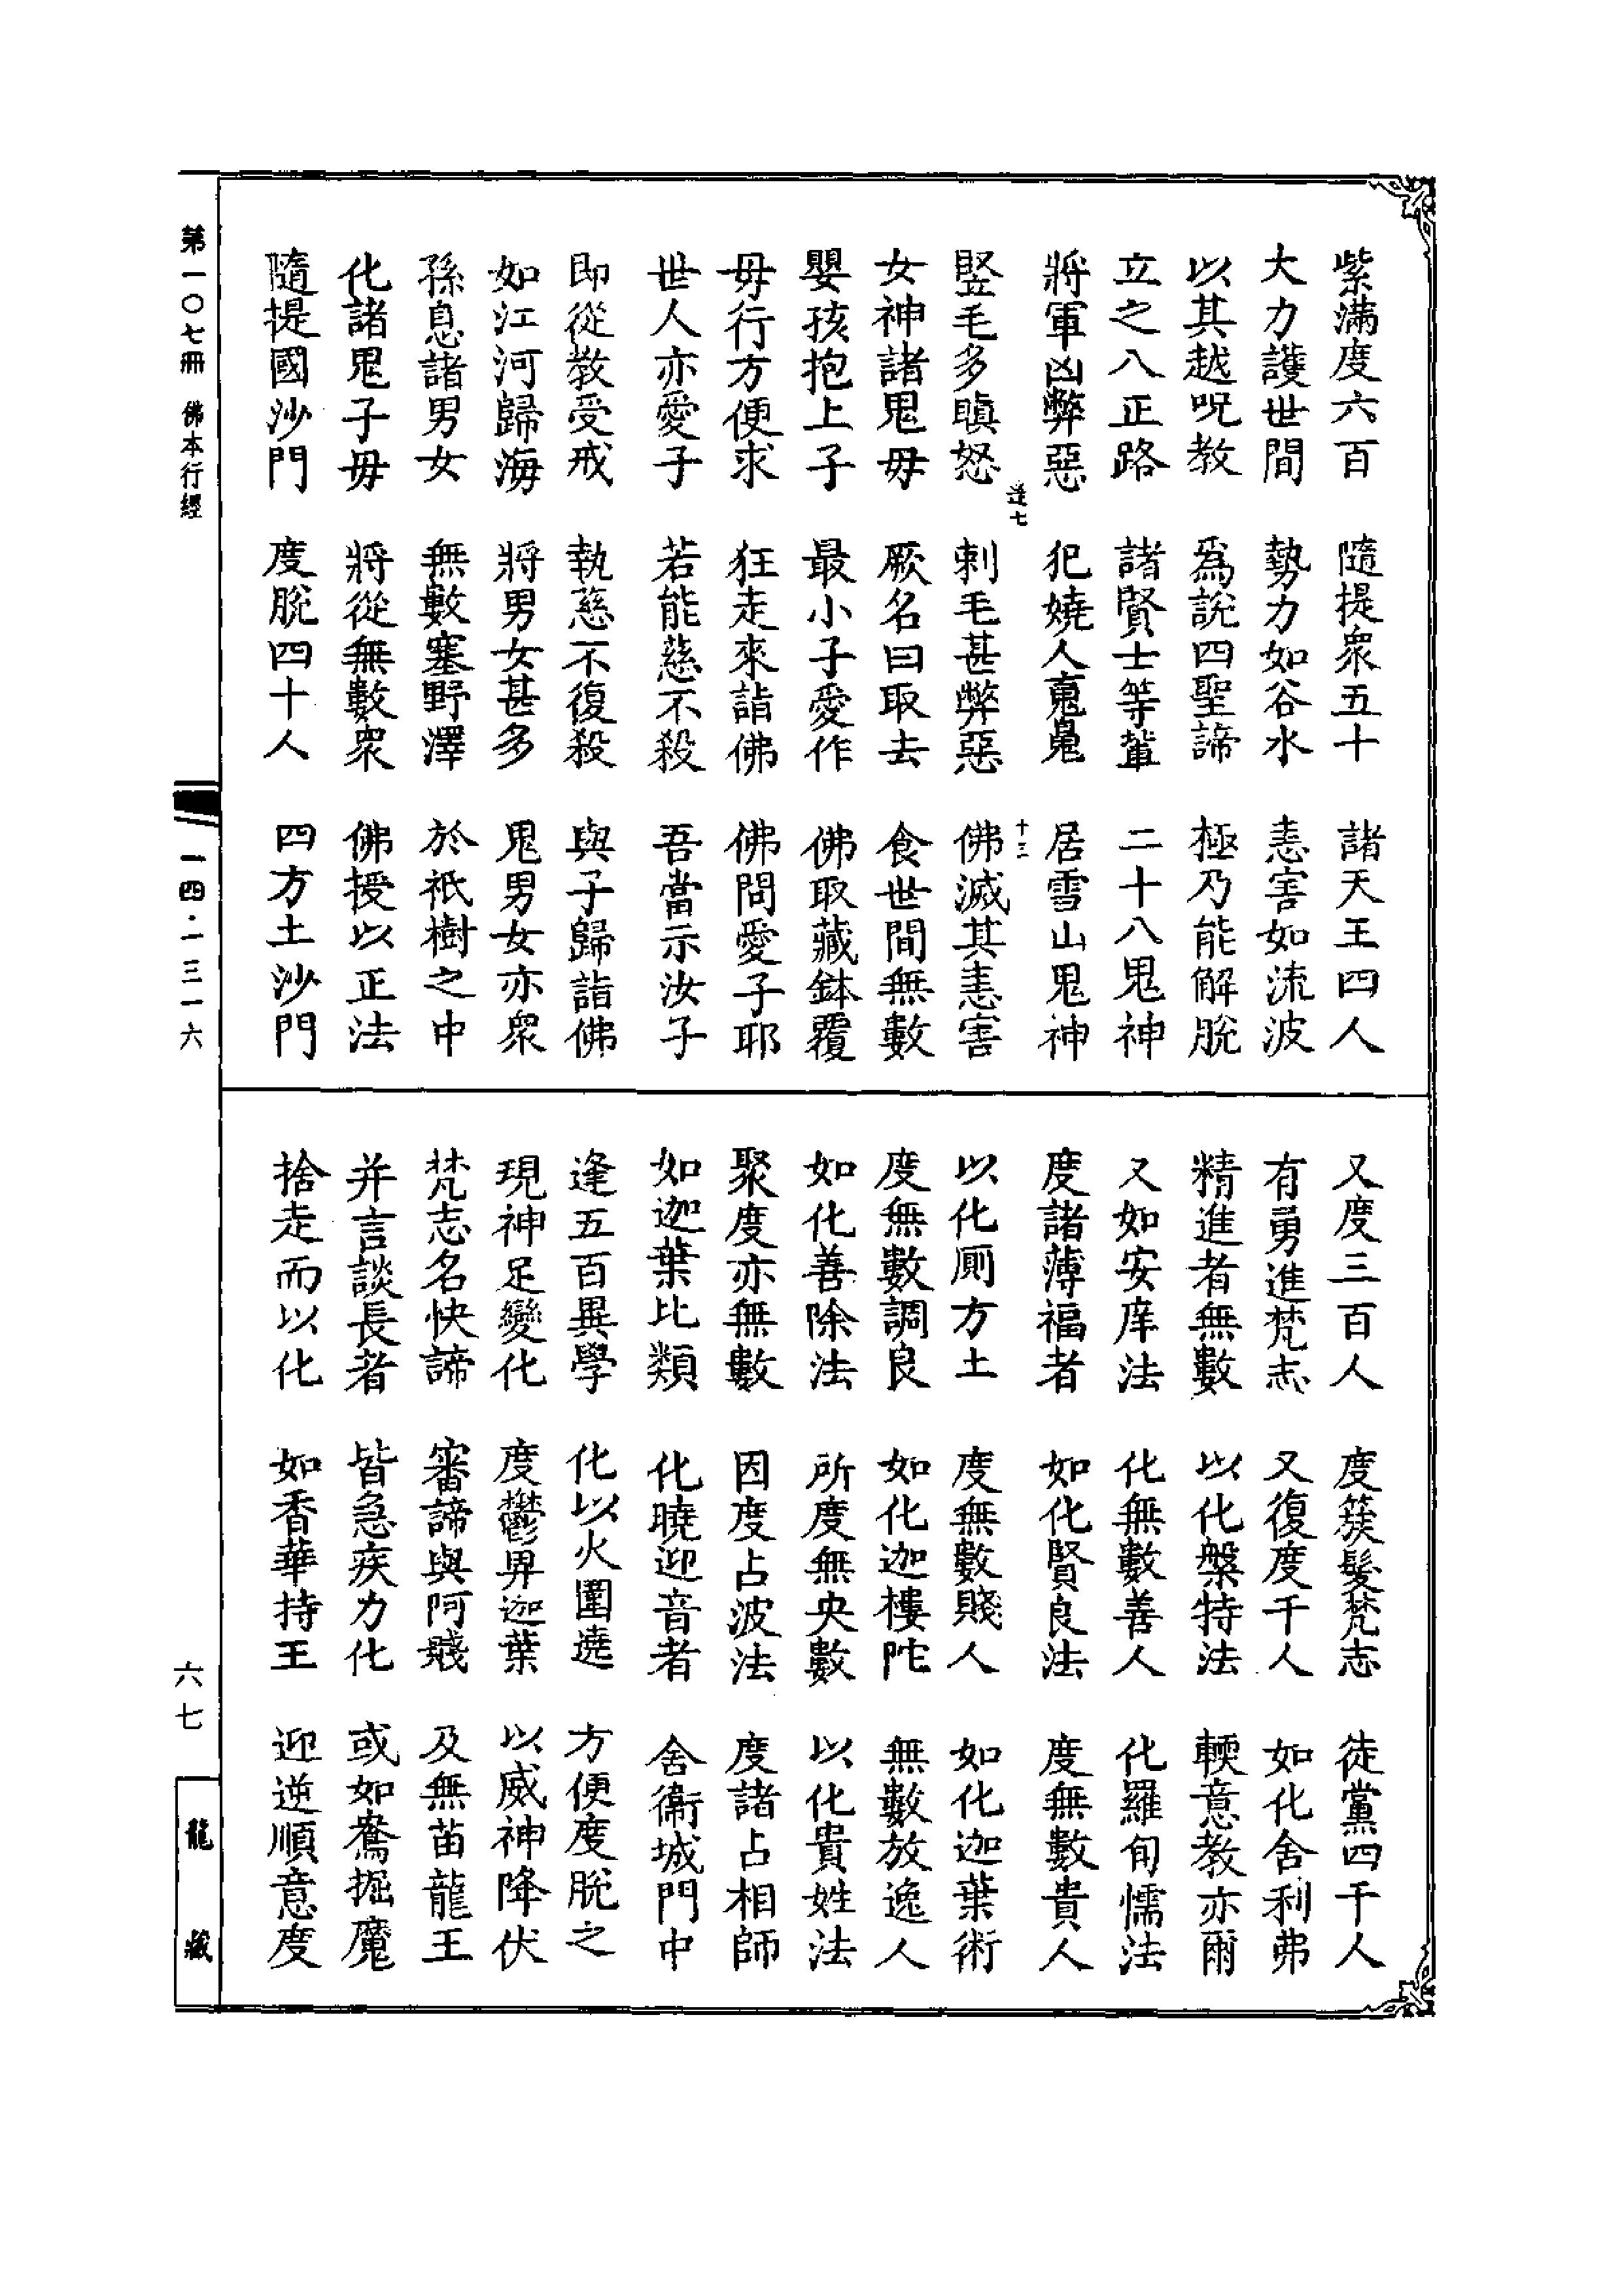 紫滿度六百　隨提衆五十　諸天王四人
大力護世間　勢力如谷水　恚害如流波
以其越呪教　爲說四聖諦　極乃能解脫
立之八正路　諸賢士等輩　二十八鬼神
將軍凶弊惡　犯嬈人𡖉鬼　居雪山鬼神
逹七　十三
竪毛多瞋怒　刺毛甚弊惡　佛滅其恚害
女神諸鬼母　厥名曰取去　食世間無數
嬰孩抱上子　最小子愛作　佛取藏鉢覆
母行方便求　狂走來詣佛　佛問愛子耶
世人亦愛子　若能慈不殺　吾當示汝子
即從教受戒　執慈不復殺　與子歸詣佛
如江河歸海　將男女甚多　鬼男女亦衆
孫息諸男女　無數塞野澤　於祇樹之中
化諸鬼子母　將從無數衆　佛授以正法
隨提國沙門　度脫四十人　四方土沙門
又度三百人　度簇髮梵志　徒黨四千人
有勇進梵志　又復度千人　如化舍利弗
精進者無數　以化槃特法　輭意教亦爾
又如安庠法　化無數善人　化羅旬懦法
度諸薄福者　如化賢良法　度無數貴人
以化厠方土　度無數賤人　如化迦葉術
度無數調良　如化迦樓陀　無數放逸人
如化善除法　所度無央數　以化貴姓法
聚度亦無數　因度占波法　度諸占相師
如迦葉比類　化曉迎音者　舍衞城門中
逢五百異學　化以火圍遶　方便度脫之
現神足變化　度鬱卑迦葉　以威神降伏
梵志名快諦　審諦與阿賤　及無苗龍王
并言談長者　皆急疾力化　或如鴦掘魔
捨走而以化　如香華持王　迎逆順意度
第一〇七冊　佛本行經
一四·一三一六
六七
龍藏